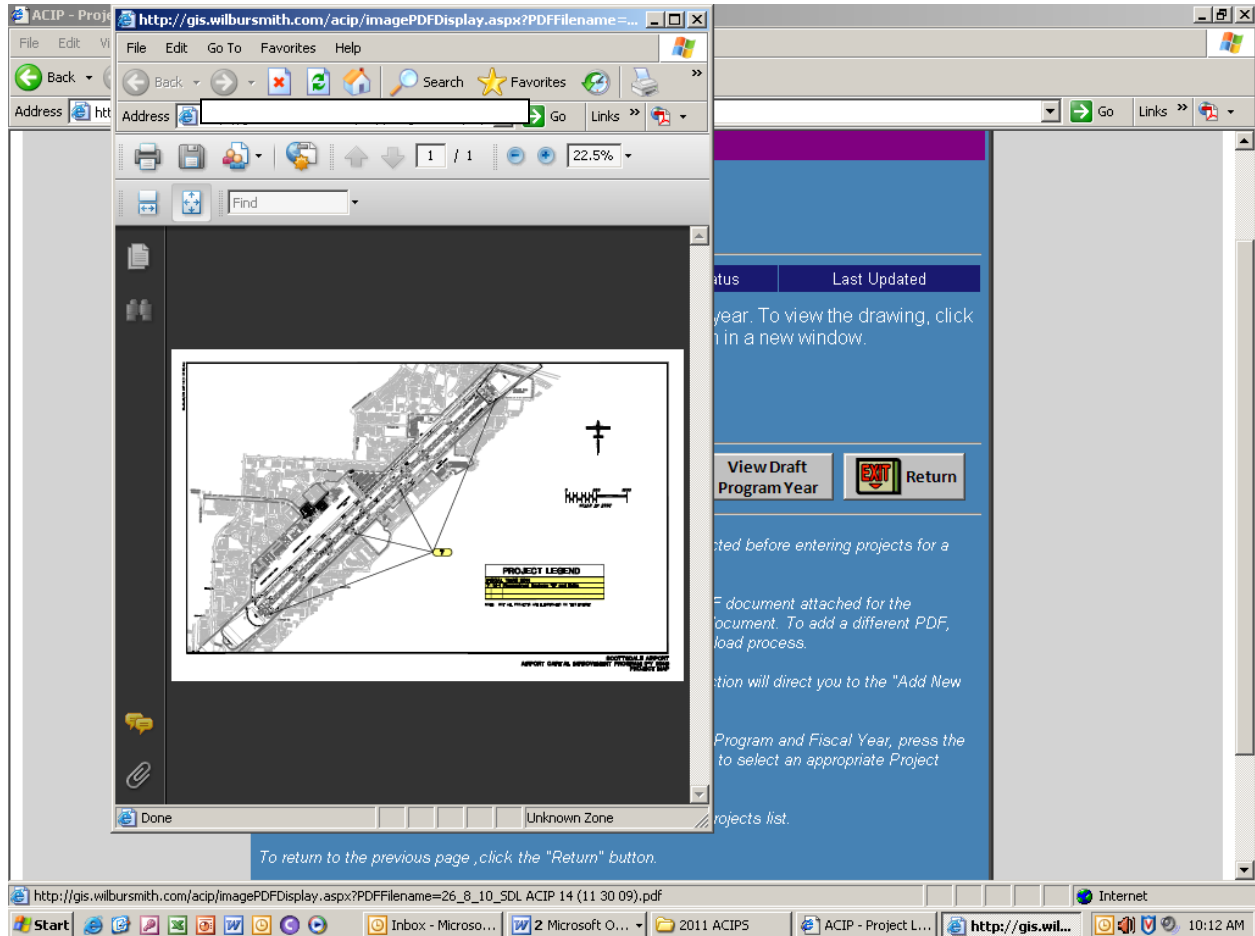 ACIP - Proje
http://gis.wilbursmith.com/acip/imagePDFDisplay.aspx?PDFFilename=...
File Edit Vi
File Edit Go To Favorites Help
Back
Back Search Favorites »
Address htt
Address Go Links »
Go Links »
1 / 1 22.5%
Find
atus Last Updated
year. To view the drawing, click
n in a new window.
View Draft
Program Year
EXIT Return
cted before entering projects for a
F document attached for the
ocument. To add a different PDF,
load process.
ction will direct you to the "Add New
Program and Fiscal Year, press the
to select an appropriate Project
rojects list.
To return to the previous page ,click the "Return" button.
PROJECT LEGEND
SCOTTSDALE AIRPORT
PROJECT MAP
Done Unknown Zone
http://gis.wilbursmith.com/acip/imagePDFDisplay.aspx?PDFFilename=26_8_10_SDL ACIP 14 (11 30 09).pdf
Internet
Start Inbox - Microso... 2 Microsoft O... 2011 ACIPS ACIP - Project L... http://gis.wil... 10:12 AM